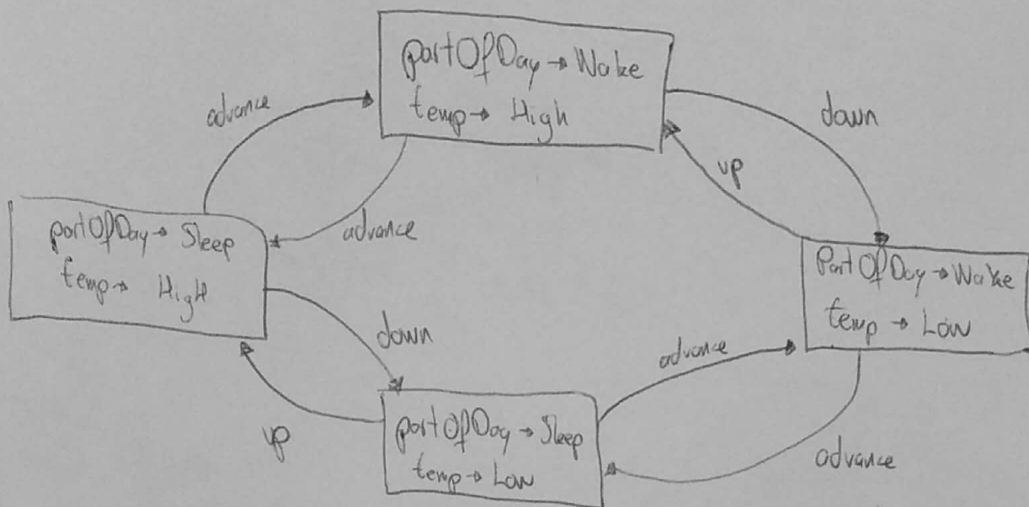 partOfDay → Wake
temp → High
advance
down
up
advance
partOfDay → Sleep
temp → High
PartOfDay → Wake
temp → Low
down
advance
up
partOfDay → Sleep
temp → Low
advance